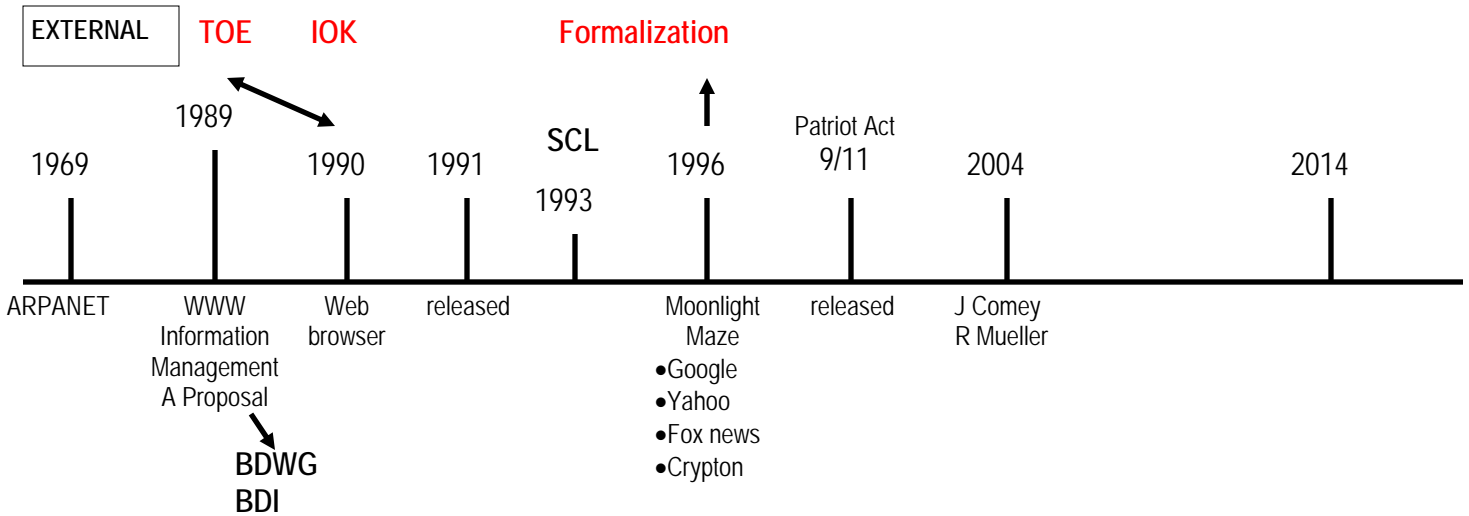 EXTERNAL
TOE
IOK
Formalization
1989
SCL
Patriot Act
9/11
1969
1990
1991
1993
1996
2004
2014
ARPANET
WWW
Information
Management
A Proposal
Web
browser
released
Moonlight
Maze
•Google
•Yahoo
•Fox news
•Crypton
released
J Comey
R Mueller
BDWG
BDI